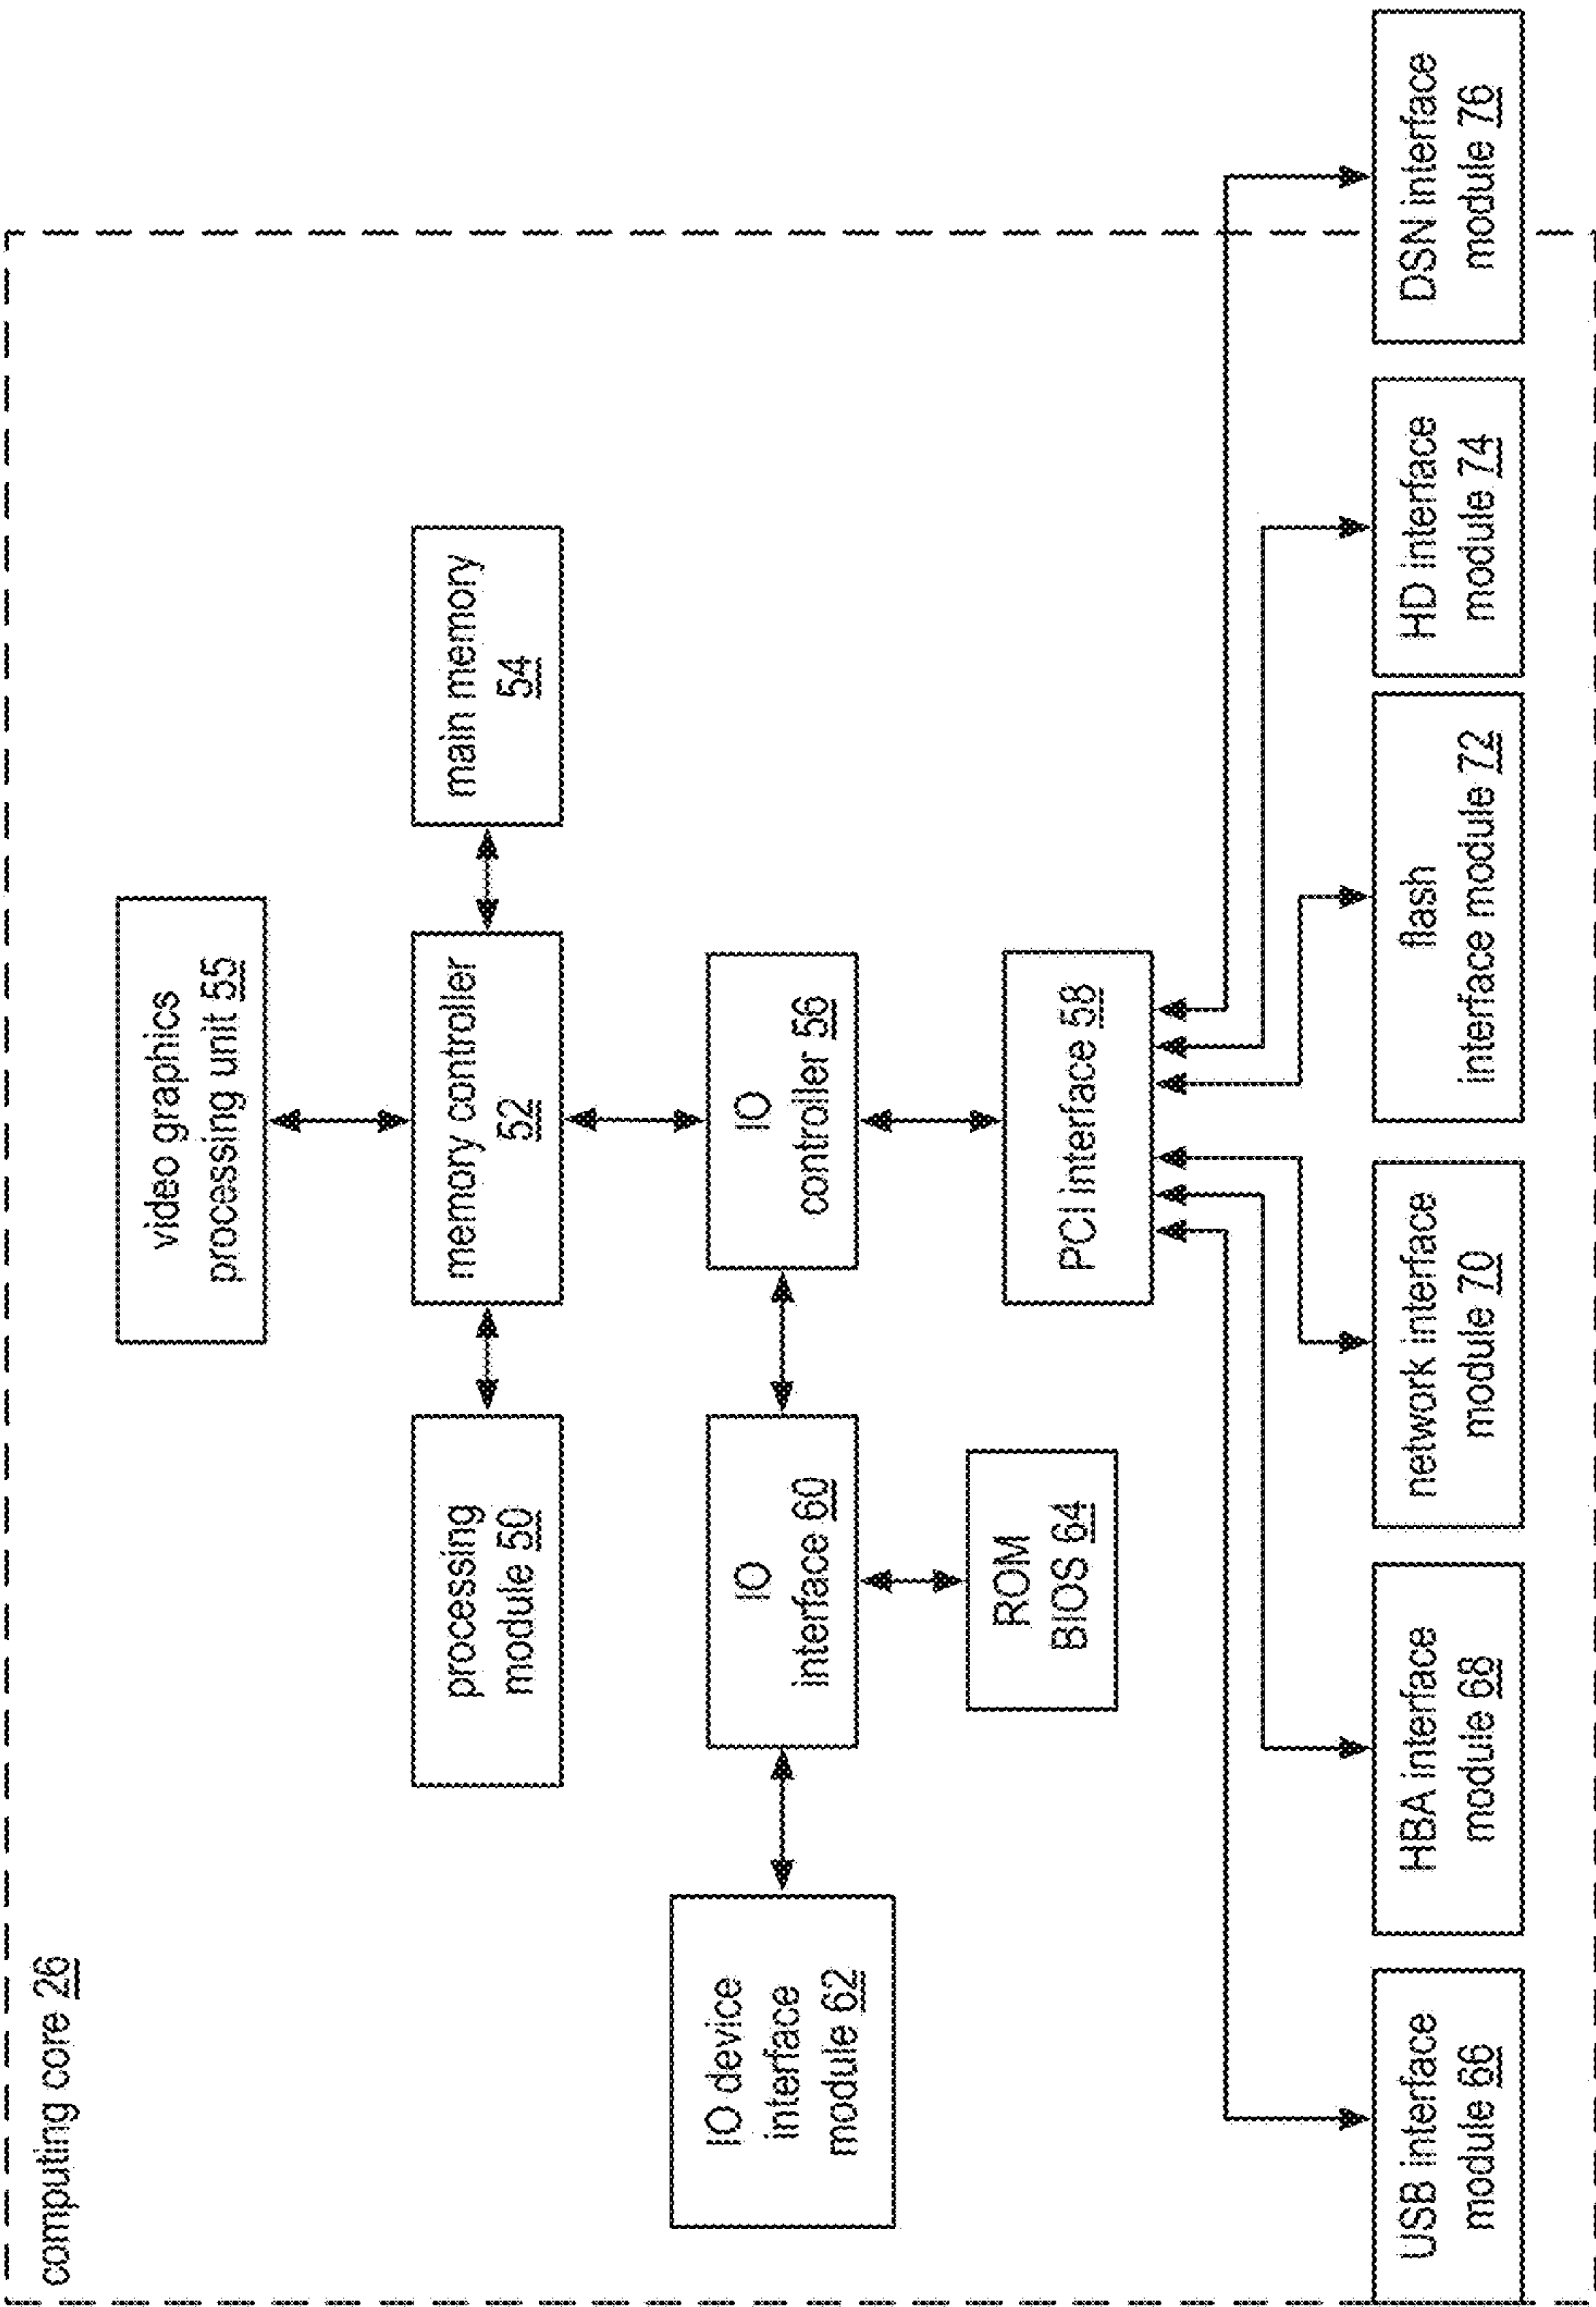 computing core 26
video graphics
processing unit 55
processing
module 50
memory controller
52
main memory
54
IO device
interface
module 62
IO
interface 60
IO
controller 56
ROM
BIOS 64
PCI interface 58
USB interface
module 66
HBA interface
module 68
network interface
module 70
flash
interface module 72
HD interface
module 74
DSN interface
module 76